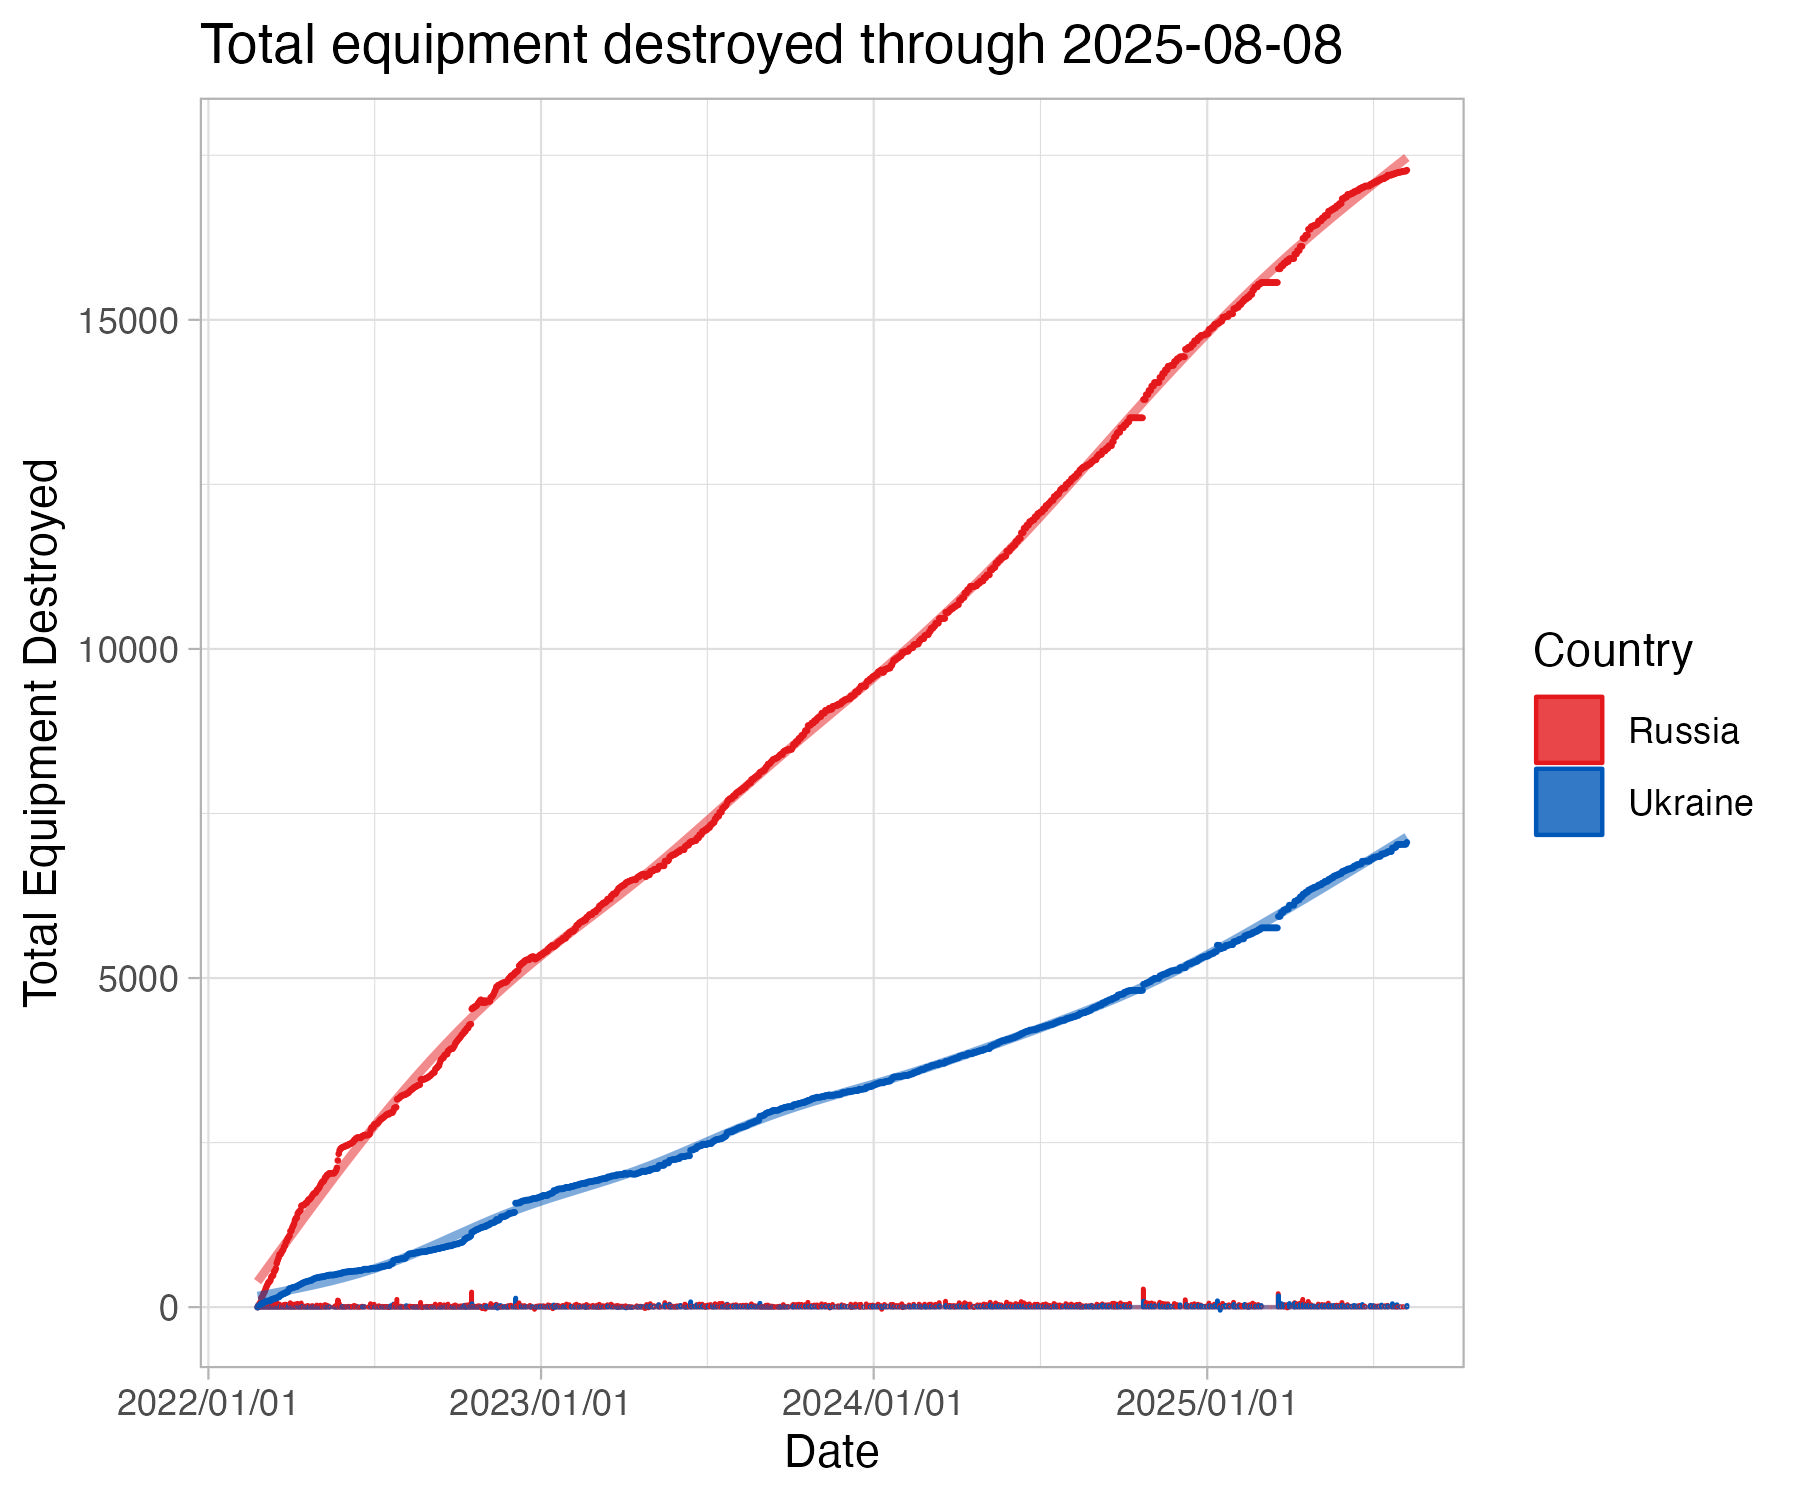 Total equipment destroyed through 2025-08-08
Total Equipment Destroyed
15000
10000
5000
0
2022/01/01
2023/01/01
2024/01/01
2025/01/01
Date
Country
Russia
Ukraine